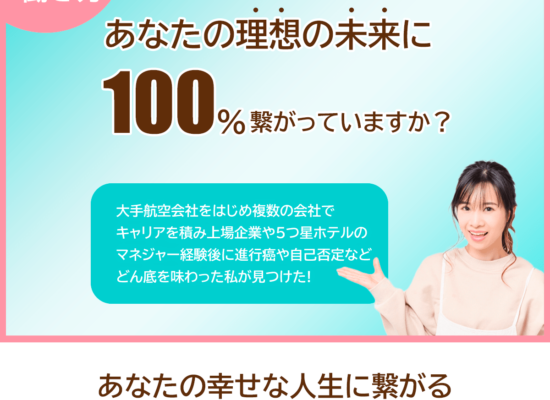 あなたの理想の未来に
100%繋がっていますか？
大手航空会社をはじめ複数の会社で
キャリアを積み上場企業や5つ星ホテルの
マネジャー経験後に進行癌や自己否定など
どん底を味わった私が見つけた!
あなたの幸せな人生に繋がる